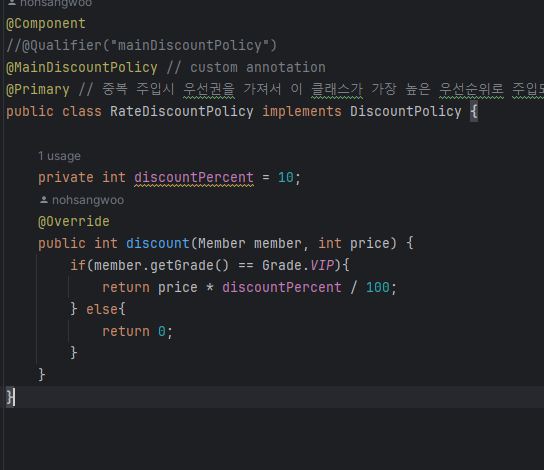 nohsangwoo
@Component
//@Qualifier("mainDiscountPolicy")
@MainDiscountPolicy // custom annotation
@Primary // 중복 주입시 우선권을 가져서 이 클래스가 가장 높은 우선순위로 주입되
public class RateDiscountPolicy implements DiscountPolicy {
1 usage
private int discountPercent = 10;
nohsangwoo
@Override
public int discount(Member member, int price) {
if(member.getGrade() == Grade.VIP){
return price * discountPercent / 100;
} else{
return 0;
}
}
}